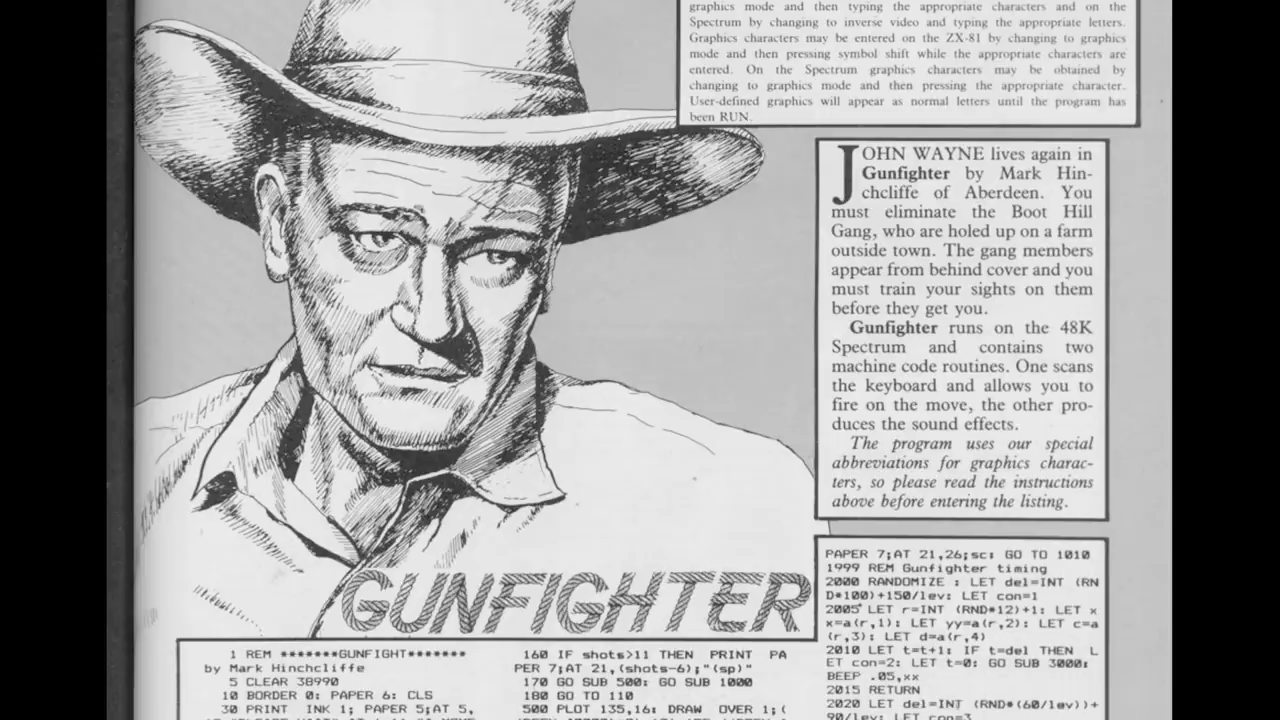 graphics mode and then typing the appropriate characters and on the
Spectrum by changing to inverse video and typing the appropriate letters.
Graphics characters may be entered on the ZX-81 by changing to graphics
mode and then pressing symbol shift while the appropriate characters are
entered. On the Spectrum graphics characters may be obtained by
changing to graphics mode and then pressing the appropriate character.
User-defined graphics will appear as normal letters until the program has
been RUN.
JOHN WAYNE lives again in
Gunfighter by Mark Hin-
chcliffe of Aberdeen. You
must eliminate the Boot Hill
Gang, who are holed up on a farm
outside town. The gang members
appear from behind cover and you
must train your sights on them
before they get you.
Gunfighter runs on the 48K
Spectrum and contains two
machine code routines. One scans
the keyboard and allows you to
fire on the move, the other pro-
duces the sound effects.
The program uses our special
abbreviations for graphics charac-
ters, so please read the instructions
above before entering the listing.
GUNFIGHTER
1 REM *******GUNFIGHT*******
by Mark Hinchcliffe
5 CLEAR 38990
10 BORDER 0: PAPER 6: CLS
30 PRINT INK 1; PAPER 5;AT 5,
160 IF shots>11 THEN PRINT PA
PER 7;AT 21,(shots-6);"(sp)"
170 GO SUB 500: GO SUB 1000
180 GO TO 110
500 PLOT 135,16: DRAW OVER 1;(
PAPER 7;AT 21,26;sc: GO TO 1010
1999 REM Gunfighter timing
2000 RANDOMIZE : LET del=INT (RN
D*100)+150/lev: LET con=1
2005 LET r=INT (RND*12)+1: LET x
x=a(r,1): LET yy=a(r,2): LET c=a
(r,3): LET d=a(r,4)
2010 LET t=t+1: IF t=del THEN L
ET con=2: LET t=0: GO SUB 3000:
BEEP .05,xx
2015 RETURN
2020 LET del=INT (RND*(60/lev))+
90/lev: LET con=3